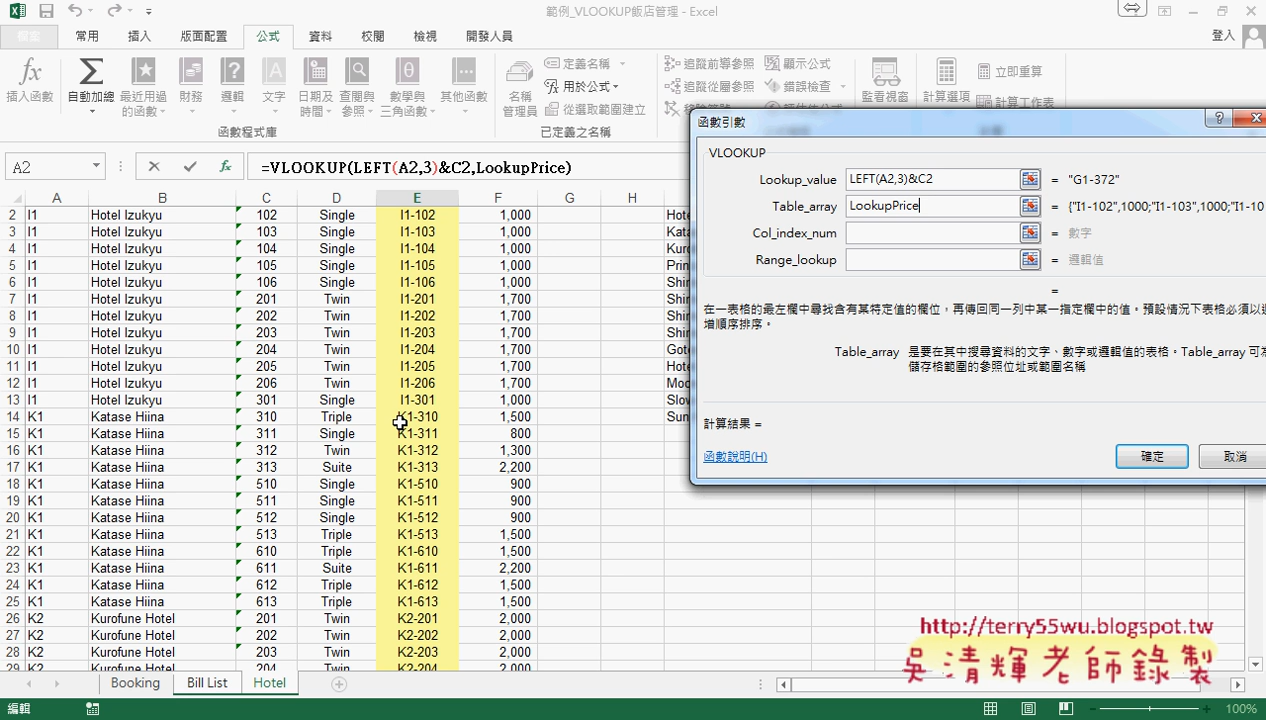 範例_VLOOKUP飯店管理 - Excel
檔案 常用 插入 版面配置 公式 資料 校閱 檢視 開發人員 登入
插入函數 自動加總 最近用過的函數 財務 邏輯 文字 日期及時間 查閱與參照 數學與三角函數 其他函數
函數程式庫
名稱管理員 定義名稱 用於公式 從選取範圍建立
已定義之名稱
追蹤前導參照 顯示公式
追蹤從屬參照 錯誤檢查
監看視窗 計算選項 立即重算
計算工作表
A2 =VLOOKUP(LEFT(A2,3)&C2,LookupPrice)
A B C D E F G H
2 I1 Hotel Izukyu 102 Single I1-102 1,000
3 I1 Hotel Izukyu 103 Single I1-103 1,000
4 I1 Hotel Izukyu 104 Single I1-104 1,000
5 I1 Hotel Izukyu 105 Single I1-105 1,000
6 I1 Hotel Izukyu 106 Single I1-106 1,000
7 I1 Hotel Izukyu 201 Twin I1-201 1,700
8 I1 Hotel Izukyu 202 Twin I1-202 1,700
9 I1 Hotel Izukyu 203 Twin I1-203 1,700
10 I1 Hotel Izukyu 204 Twin I1-204 1,700
11 I1 Hotel Izukyu 205 Twin I1-205 1,700
12 I1 Hotel Izukyu 206 Twin I1-206 1,700
13 I1 Hotel Izukyu 301 Single I1-301 1,000
14 K1 Katase Hiina 310 Triple K1-310 1,500
15 K1 Katase Hiina 311 Single K1-311 800
16 K1 Katase Hiina 312 Twin K1-312 1,300
17 K1 Katase Hiina 313 Suite K1-313 2,200
18 K1 Katase Hiina 510 Single K1-510 900
19 K1 Katase Hiina 511 Single K1-511 900
20 K1 Katase Hiina 512 Single K1-512 900
21 K1 Katase Hiina 513 Triple K1-513 1,500
22 K1 Katase Hiina 610 Triple K1-610 1,500
23 K1 Katase Hiina 611 Suite K1-611 2,200
24 K1 Katase Hiina 612 Triple K1-612 1,500
25 K1 Katase Hiina 613 Triple K1-613 1,500
26 K2 Kurofune Hotel 201 Twin K2-201 2,000
27 K2 Kurofune Hotel 202 Twin K2-202 2,000
28 K2 Kurofune Hotel 203 Twin K2-203 2,000
29 K2 Kurofune Hotel 204 Twin K2-204 2,000
函數引數
VLOOKUP
Lookup_value LEFT(A2,3)&C2 = "G1-372"
Table_array LookupPrice = {"I1-102",1000;"I1-103",1000;"I1-10
Col_index_num = 數字
Range_lookup = 邏輯值
=
在一表格的最左欄中尋找含有某特定值的欄位，再傳回同一列中某一指定欄中的值。預設情況下表格必須以遞
增順序排序。
Table_array 是要在其中搜尋資料的文字、數字或邏輯值的表格。Table_array 可為
儲存格範圍的參照位址或範圍名稱
計算結果 =
函數說明(H) 確定 取消
http://terry55wu.blogspot.tw
吳清輝老師錄製
Booking Bill List Hotel
編輯 100%